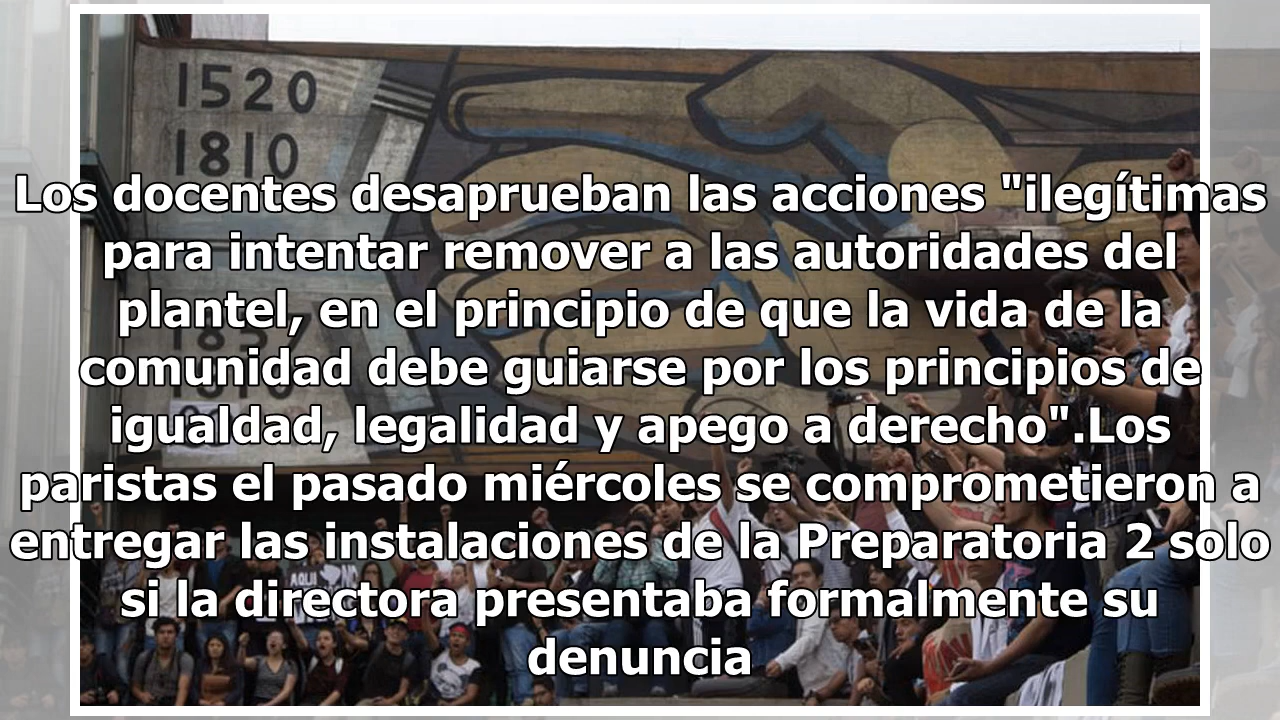 1520
1810
Los docentes desaprueban las acciones "ilegítimas
para intentar remover a las autoridades del
plantel, en el principio de que la vida de la
1857
comunidad debe guiarse por los principios de
1910
igualdad, legalidad y apego a derecho".Los
paristas el pasado miércoles se comprometieron a
entregar las instalaciones de la Preparatoria 2 solo
AQUI
si la directora presentaba formalmente su
denuncia